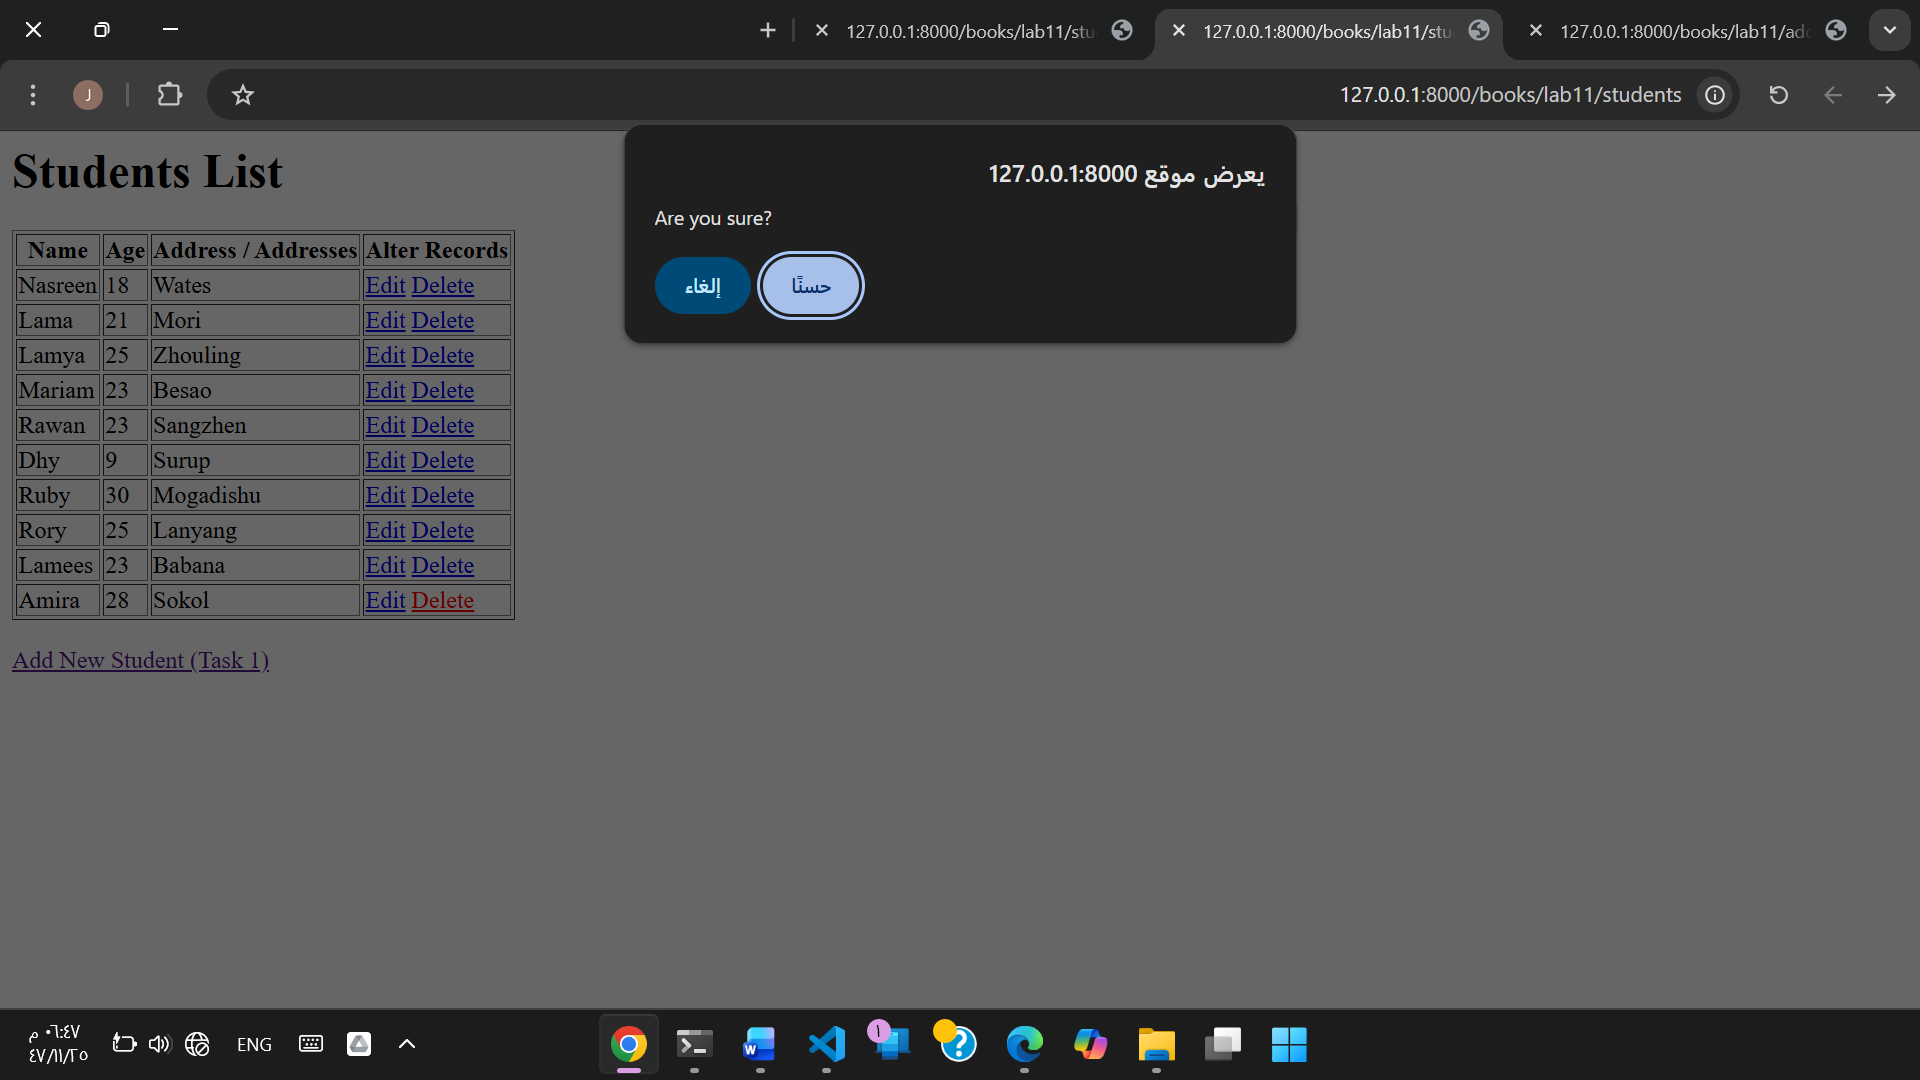 127.0.0.1:8000/books/lab11/stu
127.0.0.1:8000/books/lab11/stu
127.0.0.1:8000/books/lab11/add
J
127.0.0.1:8000/books/lab11/students
يعرض موقع 127.0.0.1:8000
Are you sure?
إلغاء
حسنًا
Students List
Name Age Address / Addresses Alter Records
Nasreen 18 Wates Edit Delete
Lama 21 Mori Edit Delete
Lamya 25 Zhouling Edit Delete
Mariam 23 Besao Edit Delete
Rawan 23 Sangzhen Edit Delete
Dhy 9 Surup Edit Delete
Ruby 30 Mogadishu Edit Delete
Rory 25 Lanyang Edit Delete
Lamees 23 Babana Edit Delete
Amira 28 Sokol Edit Delete
Add New Student (Task 1)
٠٦:٤٧ م
٤٧/١١/٢٥
ENG
W
١